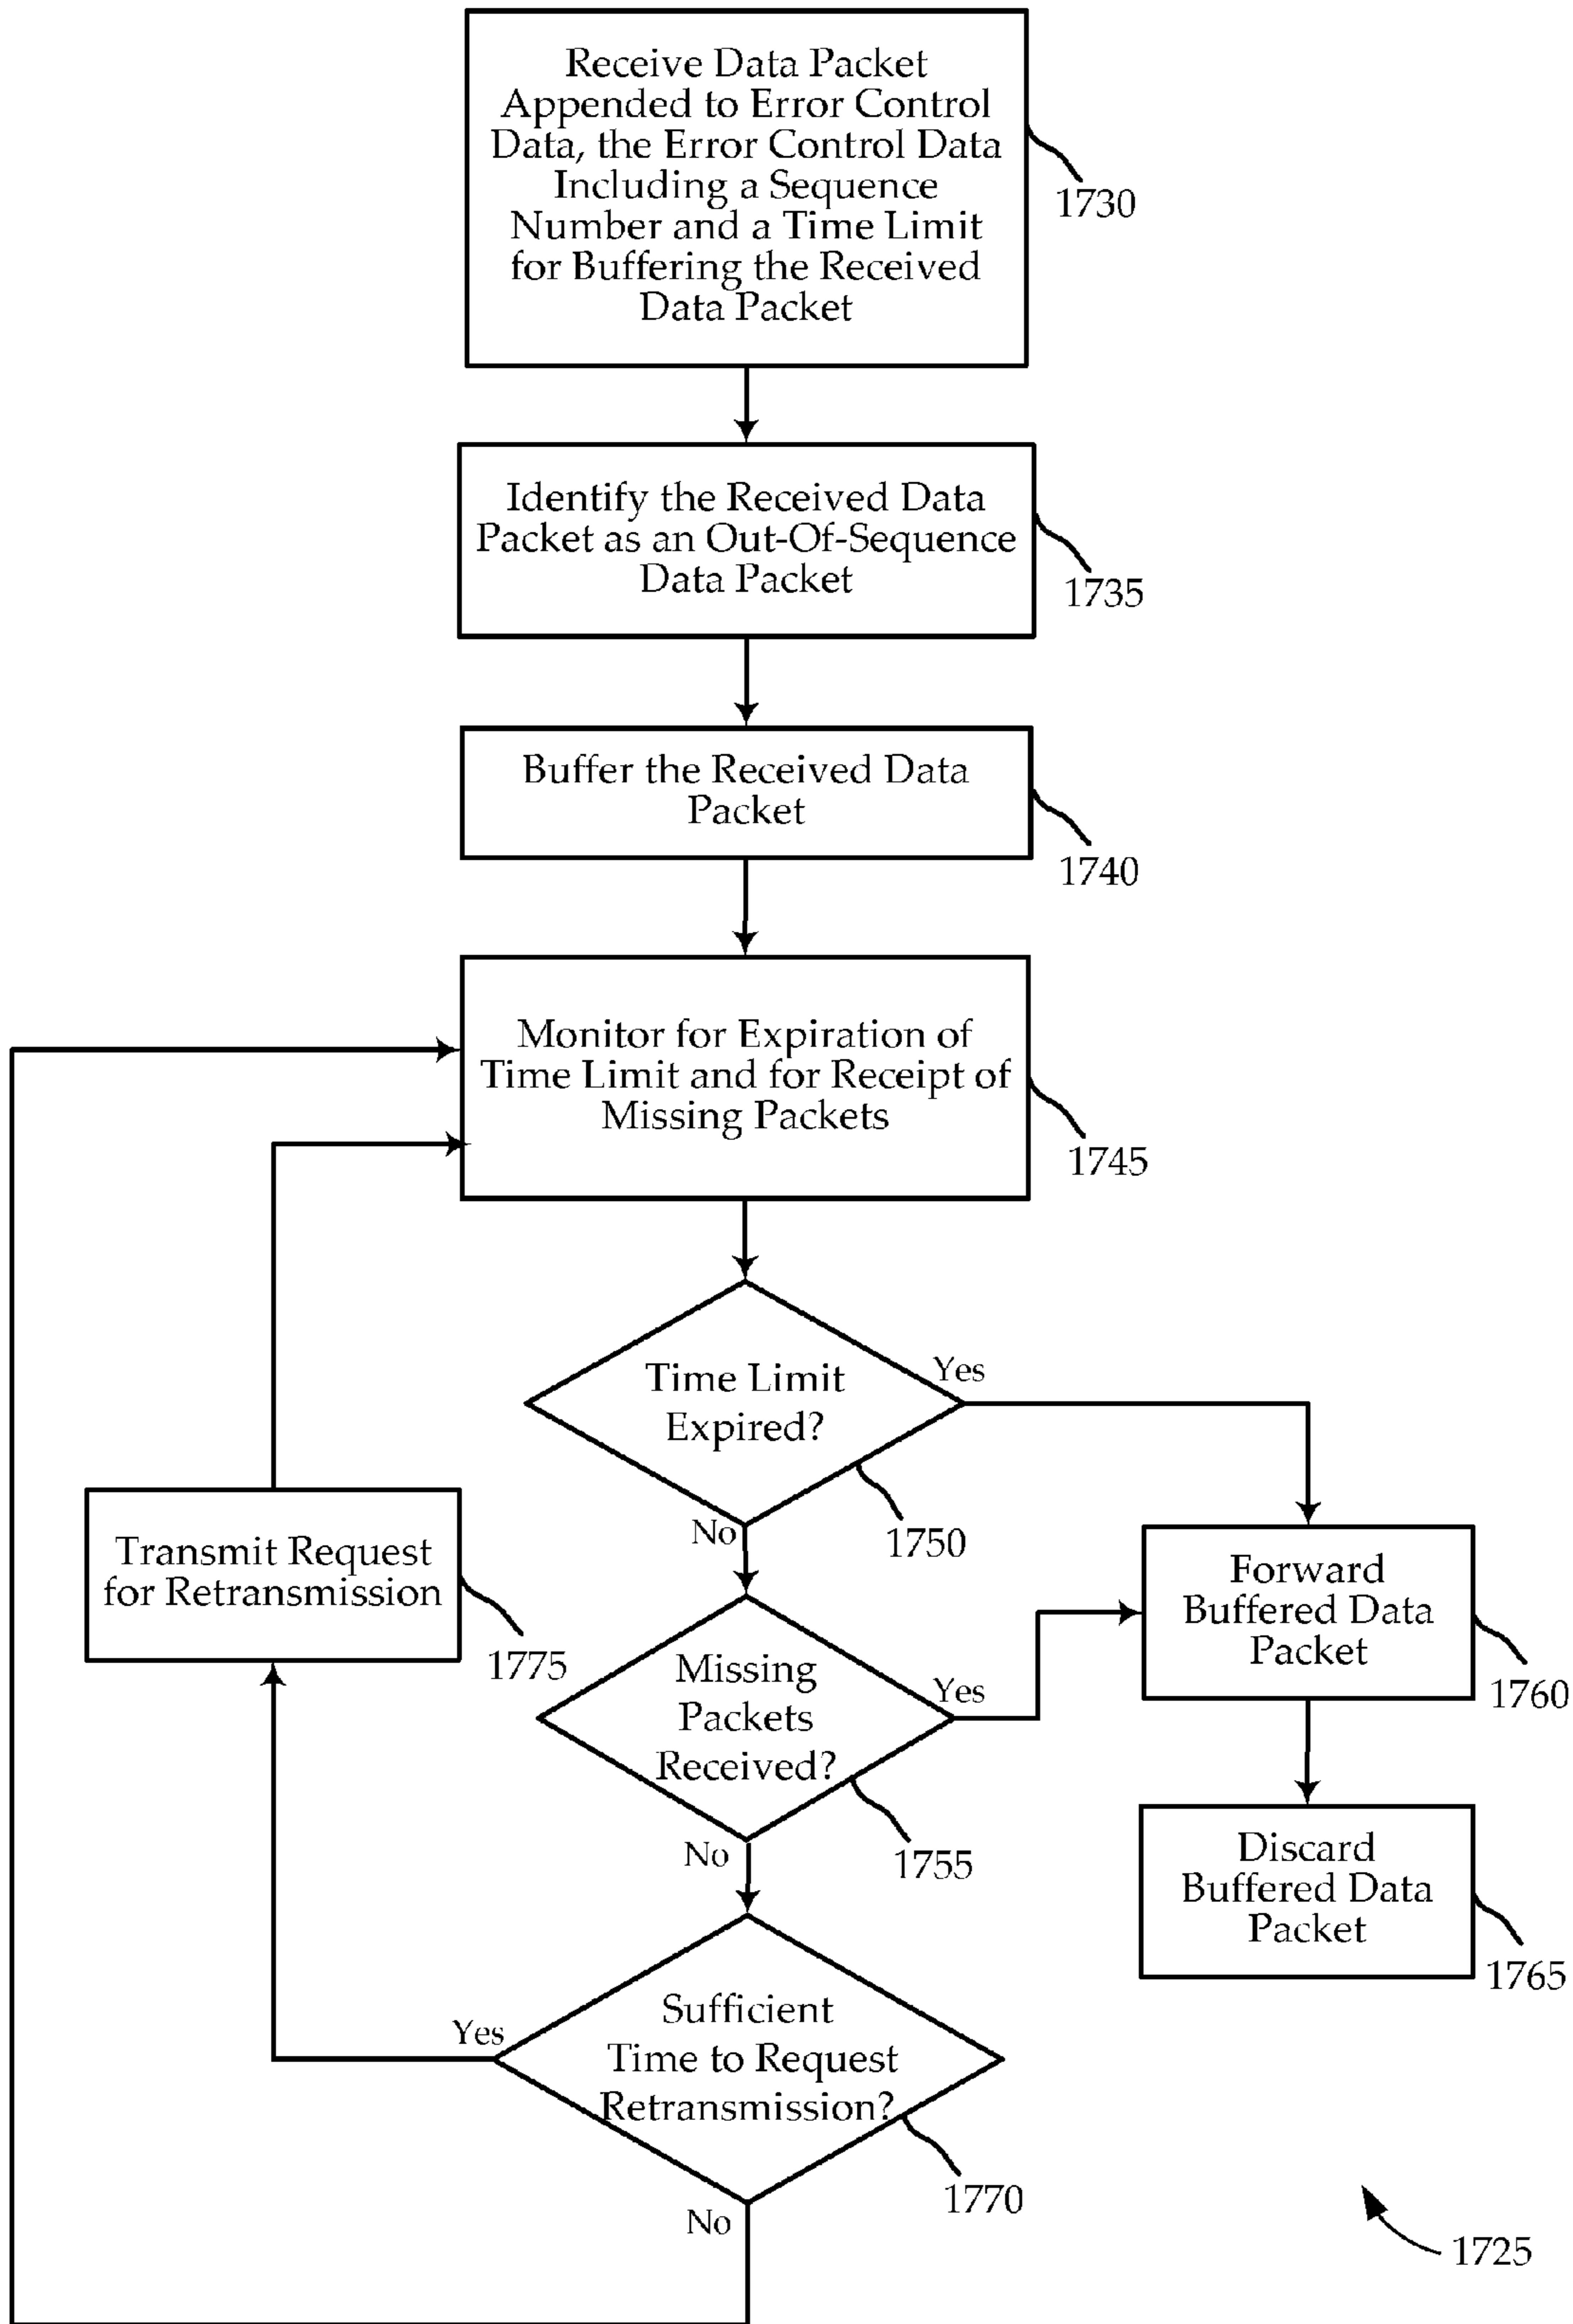 Receive Data Packet
Appended to Error Control
Data, the Error Control Data
Including a Sequence
Number and a Time Limit
for Buffering the Received
Data Packet
1730
Identify the Received Data
Packet as an Out-Of-Sequence
Data Packet
1735
Buffer the Received Data
Packet
1740
Monitor for Expiration of
Time Limit and for Receipt of
Missing Packets
1745
Time Limit
Expired?
Yes
No
1750
Transmit Request
for Retransmission
1775
Forward
Buffered Data
Packet
1760
Missing
Packets
Received?
Yes
No
1755
Discard
Buffered Data
Packet
1765
Sufficient
Time to Request
Retransmission?
Yes
No
1770
1725